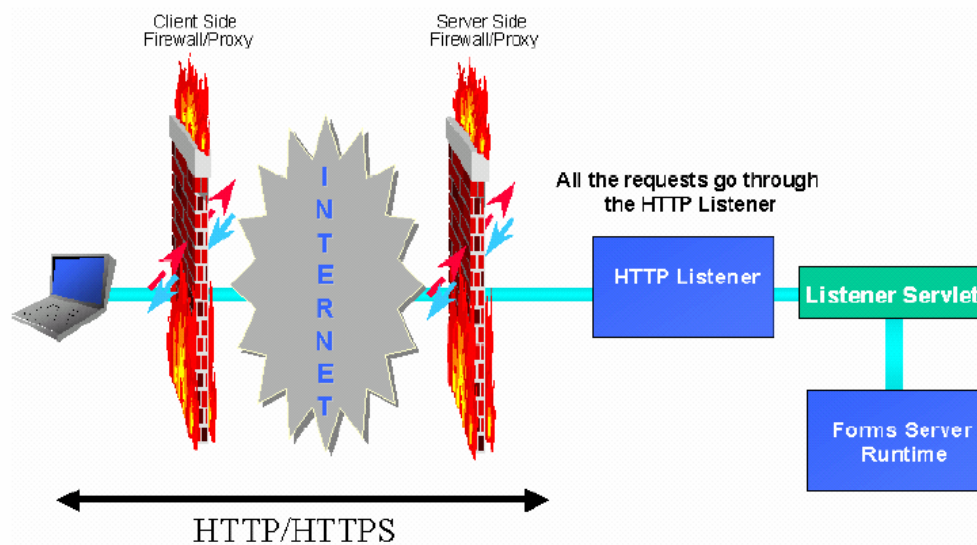 Client Side
Firewall/Proxy
Server Side
Firewall/Proxy
INTERNET
All the requests go through
the HTTP Listener
HTTP Listener
Listener Servlet
Forms Server
Runtime
HTTP/HTTPS